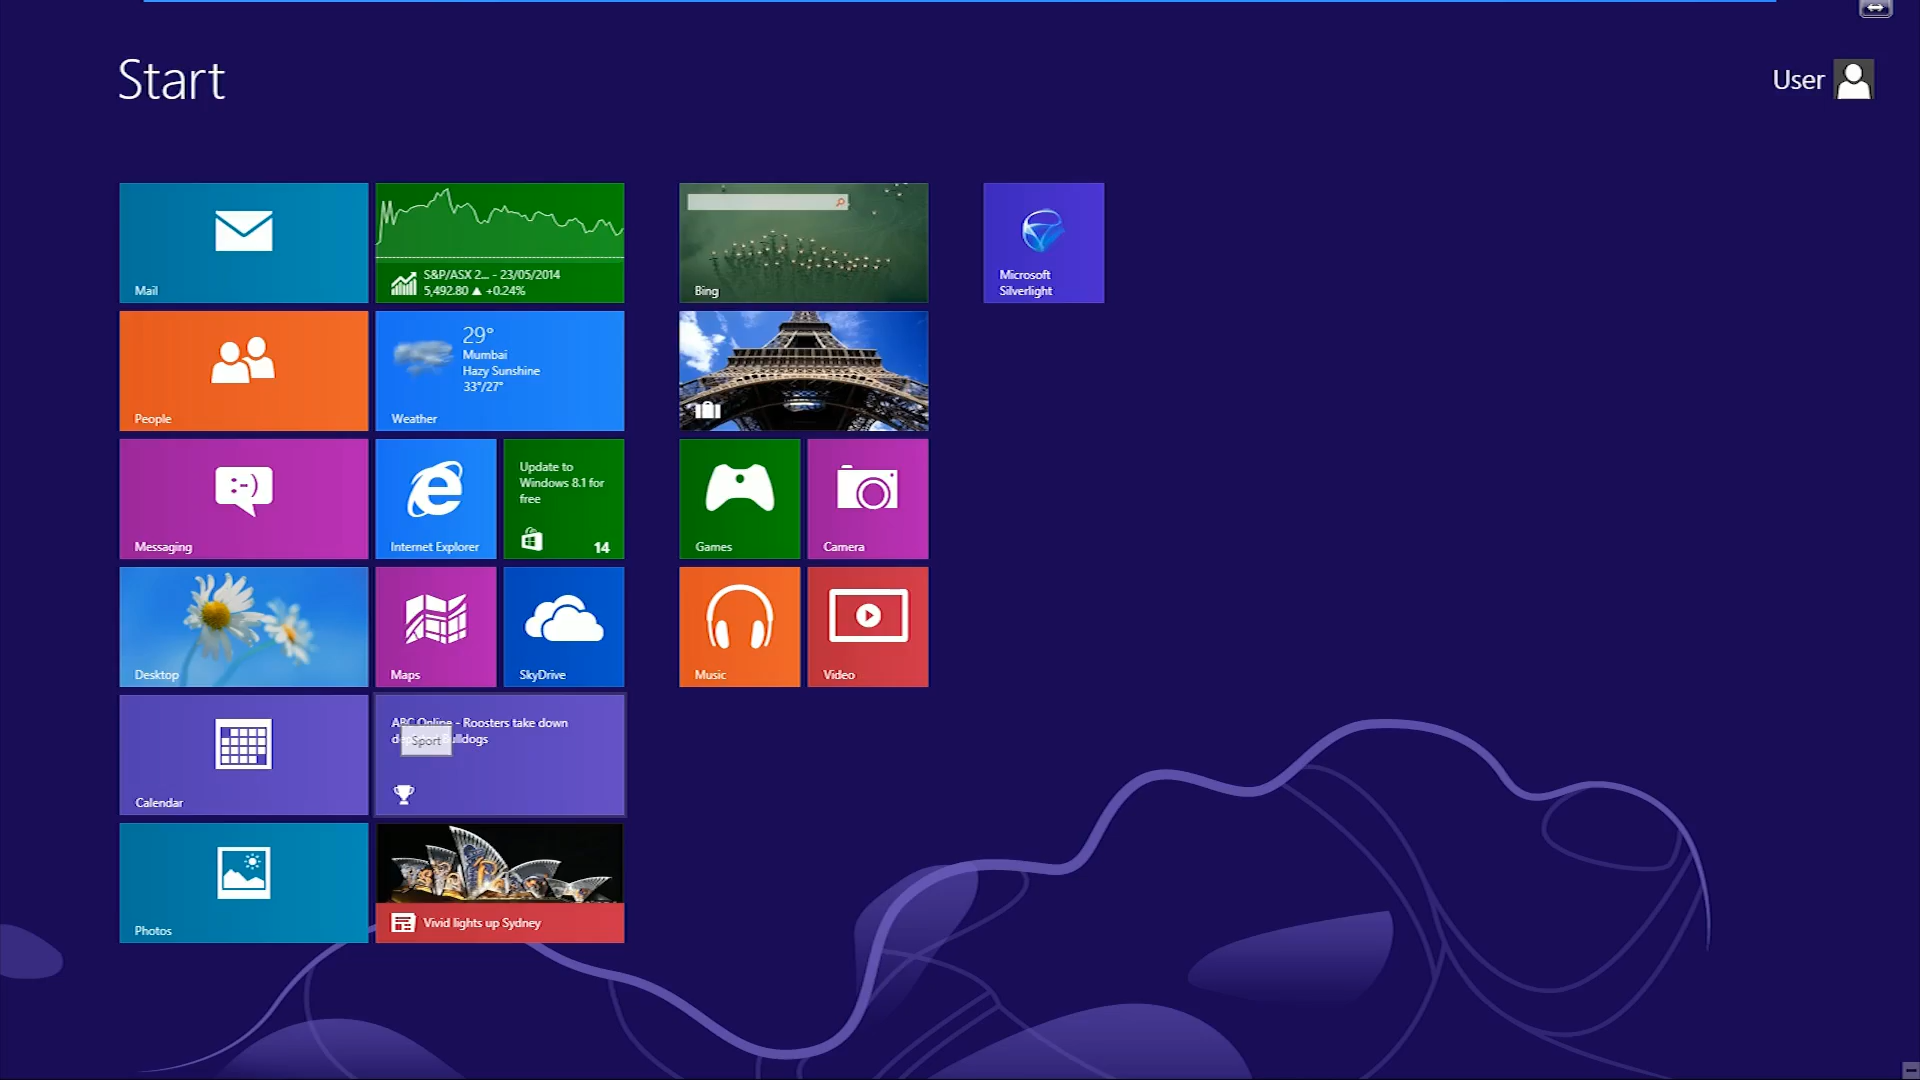 Start
User
Mail
S&P/ASX 2... - 23/05/2014
5,492.80 ▲ +0.24%
Bing
Microsoft
Silverlight
People
29°
Mumbai
Hazy Sunshine
33°/27°
Weather
Messaging
Internet Explorer
Update to
Windows 8.1 for
free
14
Games
Camera
Desktop
Maps
SkyDrive
Music
Video
Calendar
ABC Online - Roosters take down
Bulldogs
Sport
Photos
Vivid lights up Sydney